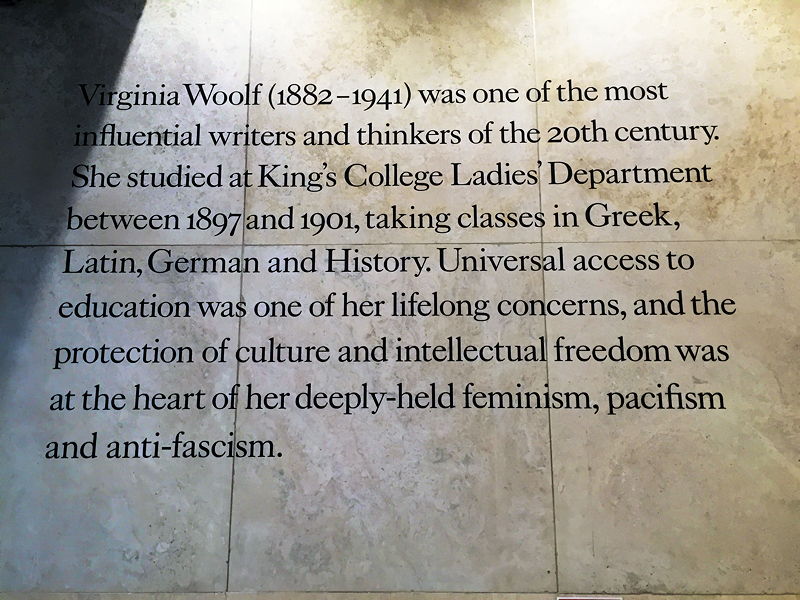 Virginia Woolf (1882–1941) was one of the most
influential writers and thinkers of the 20th century.
She studied at King’s College Ladies’ Department
between 1897 and 1901, taking classes in Greek,
Latin, German and History. Universal access to
education was one of her lifelong concerns, and the
protection of culture and intellectual freedom was
at the heart of her deeply-held feminism, pacifism
and anti-fascism.